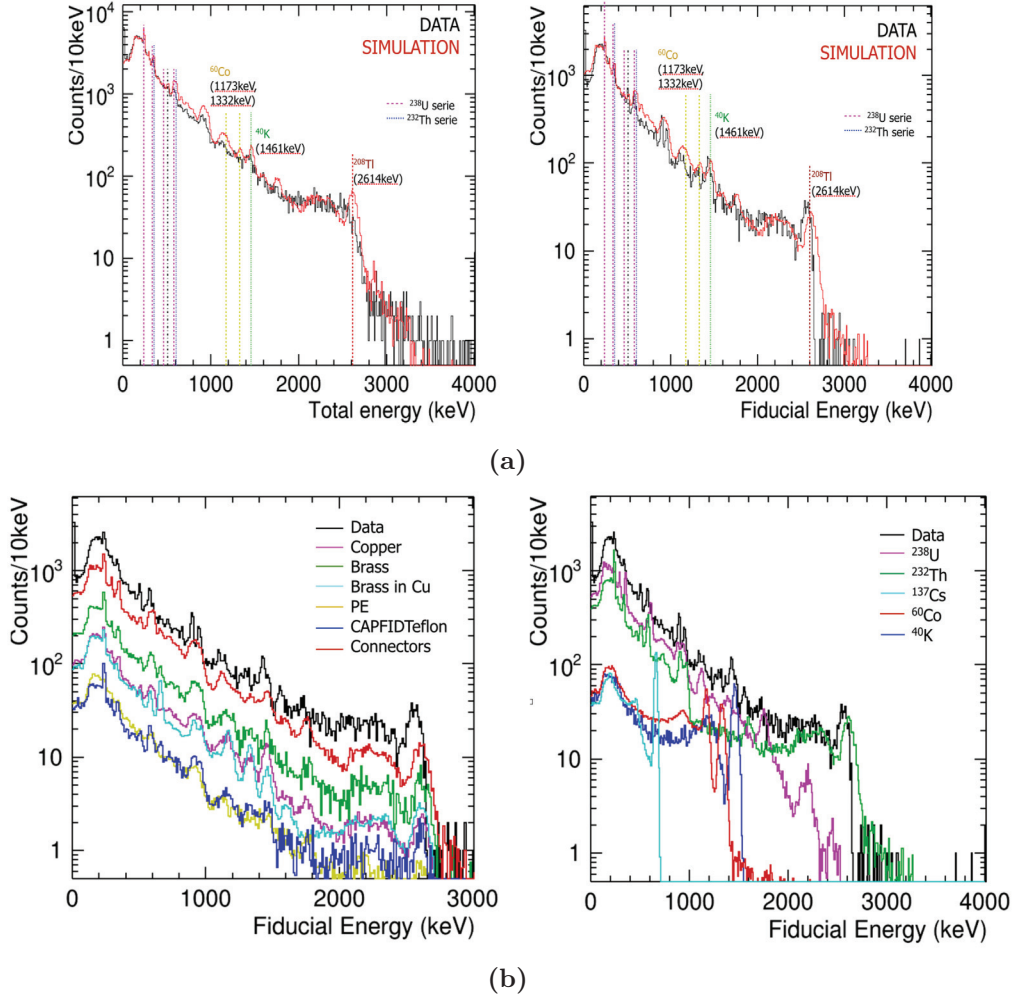 Counts/10keV
10⁴
10³
10²
10
1
DATA
SIMULATION
⁶⁰Co
(1173keV,
1332keV)
⁴⁰K
(1461keV)
²³⁸U serie
²³²Th serie
²⁰⁸Tl
(2614keV)
0 1000 2000 3000 4000
Total energy (keV)
Counts/10keV
10³
10²
10
1
DATA
SIMULATION
⁶⁰Co
(1173keV,
1332keV)
⁴⁰K
(1461keV)
²³⁸U serie
²³²Th serie
²⁰⁸Tl
(2614keV)
0 1000 2000 3000 4000
Fiducial Energy (keV)
(a)
Counts/10keV
10³
10²
10
1
Data
Copper
Brass
Brass in Cu
PE
CAPFIDTeflon
Connectors
0 1000 2000 3000
Fiducial Energy (keV)
Counts/10keV
10³
10²
10
1
Data
²³⁸U
²³²Th
¹³⁷Cs
⁶⁰Co
⁴⁰K
0 1000 2000 3000 4000
Fiducial Energy (keV)
(b)